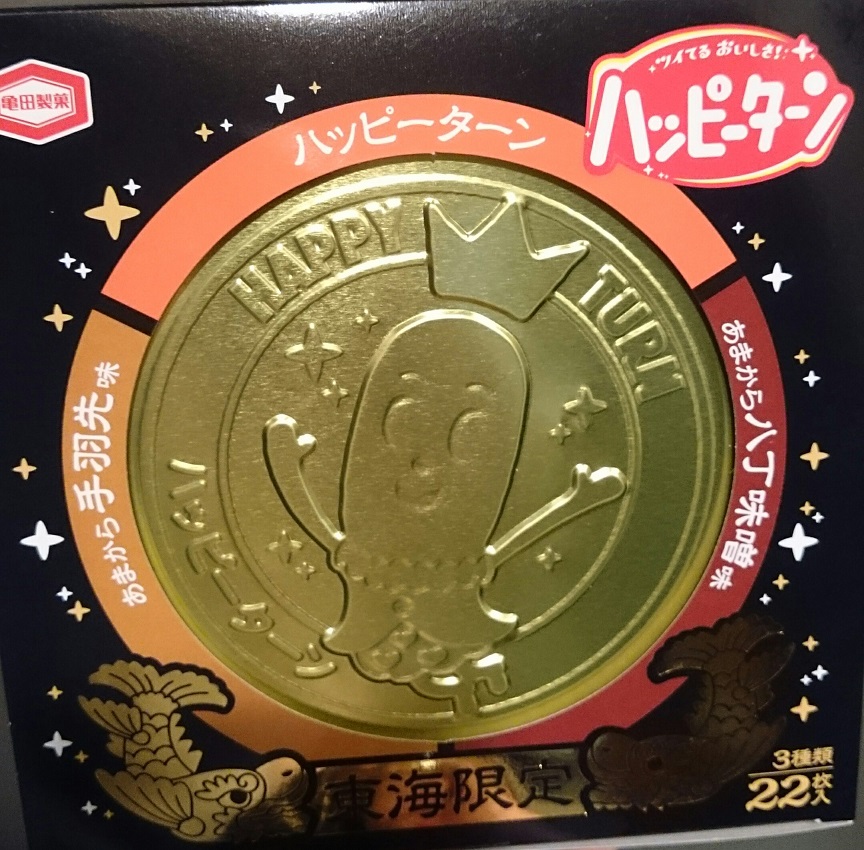 亀田製菓
ツイてる おいしさ!
ハッピーターン
ハッピーターン
HAPPY TURN
ハッピーターン
あまから手羽先味
あまから八丁味噌味
東海限定
3種類
22枚入